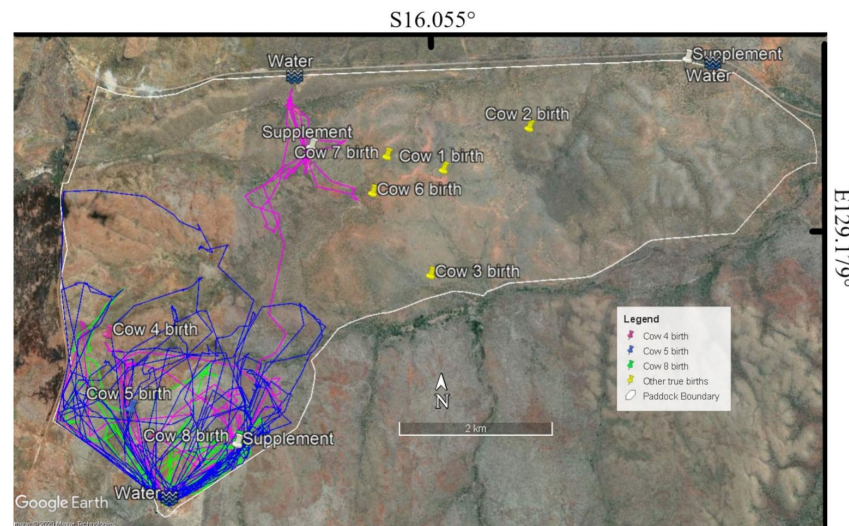 S16.055°
Water
Supplement
Water
Cow 2 birth
Supplement
Cow 7 birth
Cow 1 birth
Cow 6 birth
E129.179°
Cow 3 birth
Cow 4 birth
Legend
Cow 4 birth
Cow 5 birth
Cow 8 birth
Other true births
Paddock Boundary
Cow 5 birth
N
2 km
Cow 8 birth
Supplement
Water
Google Earth